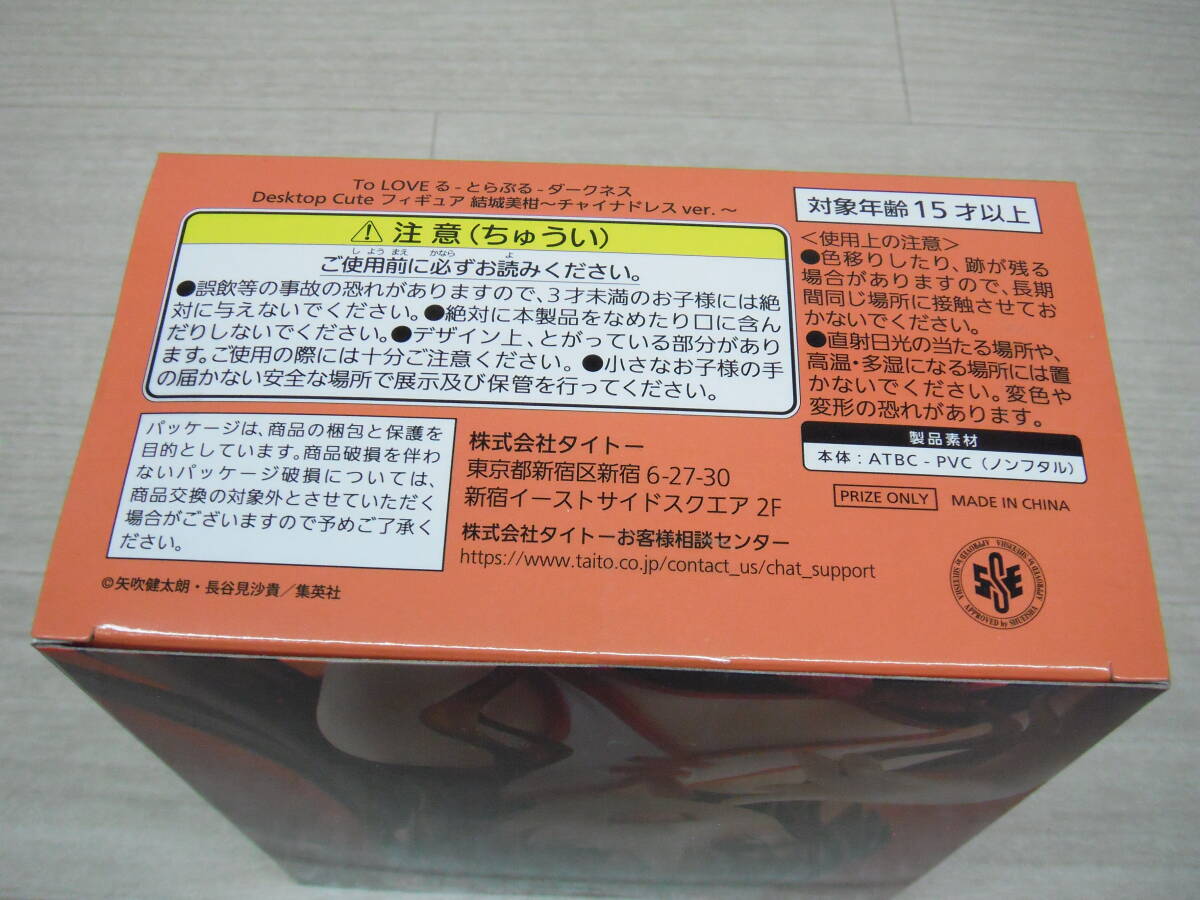 To LOVE る - とらぶる - ダークネス
Desktop Cute フィギュア 結城美柑〜チャイナドレス ver. 〜
注意(ちゅうい)
ご使用前に必ずお読みください。
しようまえ かなら よ
●誤飲等の事故の恐れがありますので、3才未満のお子様には絶
対に与えないでください。●絶対に本製品をなめたり口に含ん
だりしないでください。●デザイン上、とがっている部分があり
ます。ご使用の際には十分ご注意ください。●小さなお子様の手
の届かない安全な場所で展示及び保管を行ってください。
対象年齢15才以上
<使用上の注意>
●色移りしたり、跡が残る
場合がありますので、長期
間同じ場所に接触させてお
かないでください。
●直射日光の当たる場所や、
高温・多湿になる場所には置
かないでください。変色や
変形の恐れがあります。
製品素材
本体:ATBC-PVC(ノンフタル)
PRIZE ONLY
MADE IN CHINA
パッケージは、商品の梱包と保護を
目的としています。商品破損を伴わ
ないパッケージ破損については、
商品交換の対象外とさせていただく
場合がございますので予めご了承く
ださい。
株式会社タイトー
東京都新宿区新宿 6-27-30
新宿イーストサイドスクエア 2F
株式会社タイトーお客様相談センター
https://www.taito.co.jp/contact_us/chat_support
©矢吹健太朗・長谷見沙貴/集英社
SSE
APPROVED by SHUEISHA
APPROVED by SHUEISHA